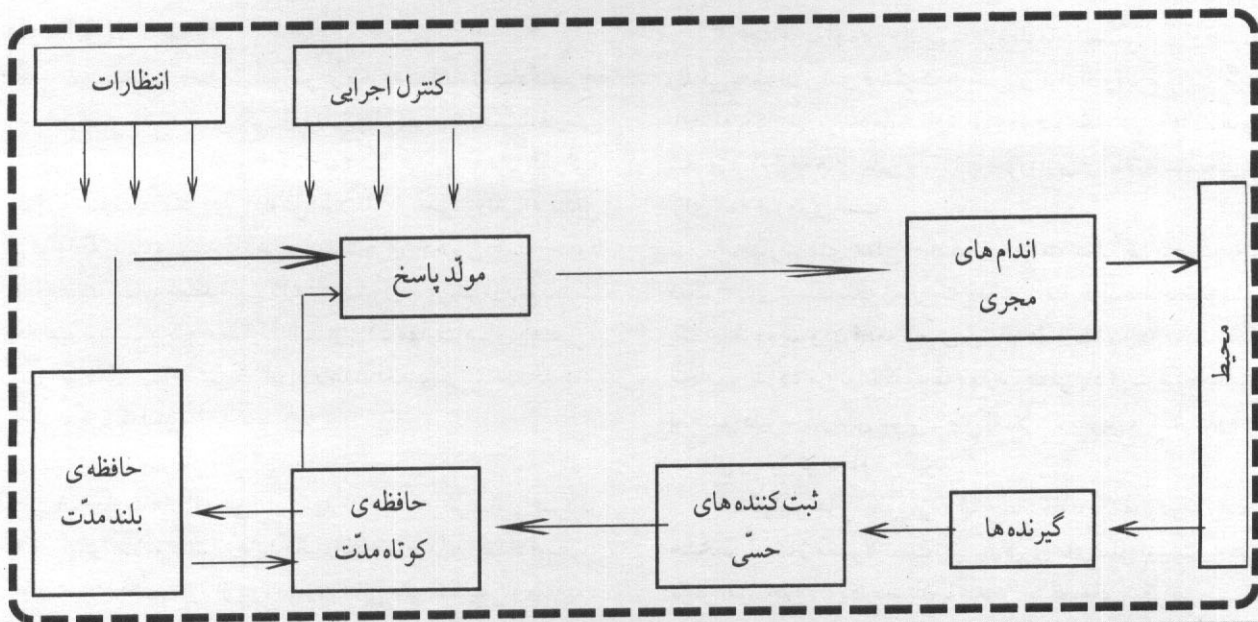 انتظارات
کنترل اجرایی
مولّد پاسخ
اندام‌های
مجری
محیط
حافظه‌ی
بلند مدّت
حافظه‌ی
کوتاه مدّت
ثبت کننده‌های
حسّی
گیرنده‌ها